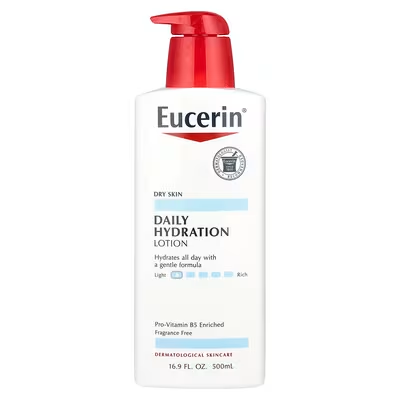 Eucerin®
DRY SKIN
DAILY
HYDRATION
LOTION
Hydrates all day with
a gentle formula
Light Rich
Pro-Vitamin B5 Enriched
Fragrance Free
DERMATOLOGICAL SKINCARE
16.9 FL. OZ. 500mL